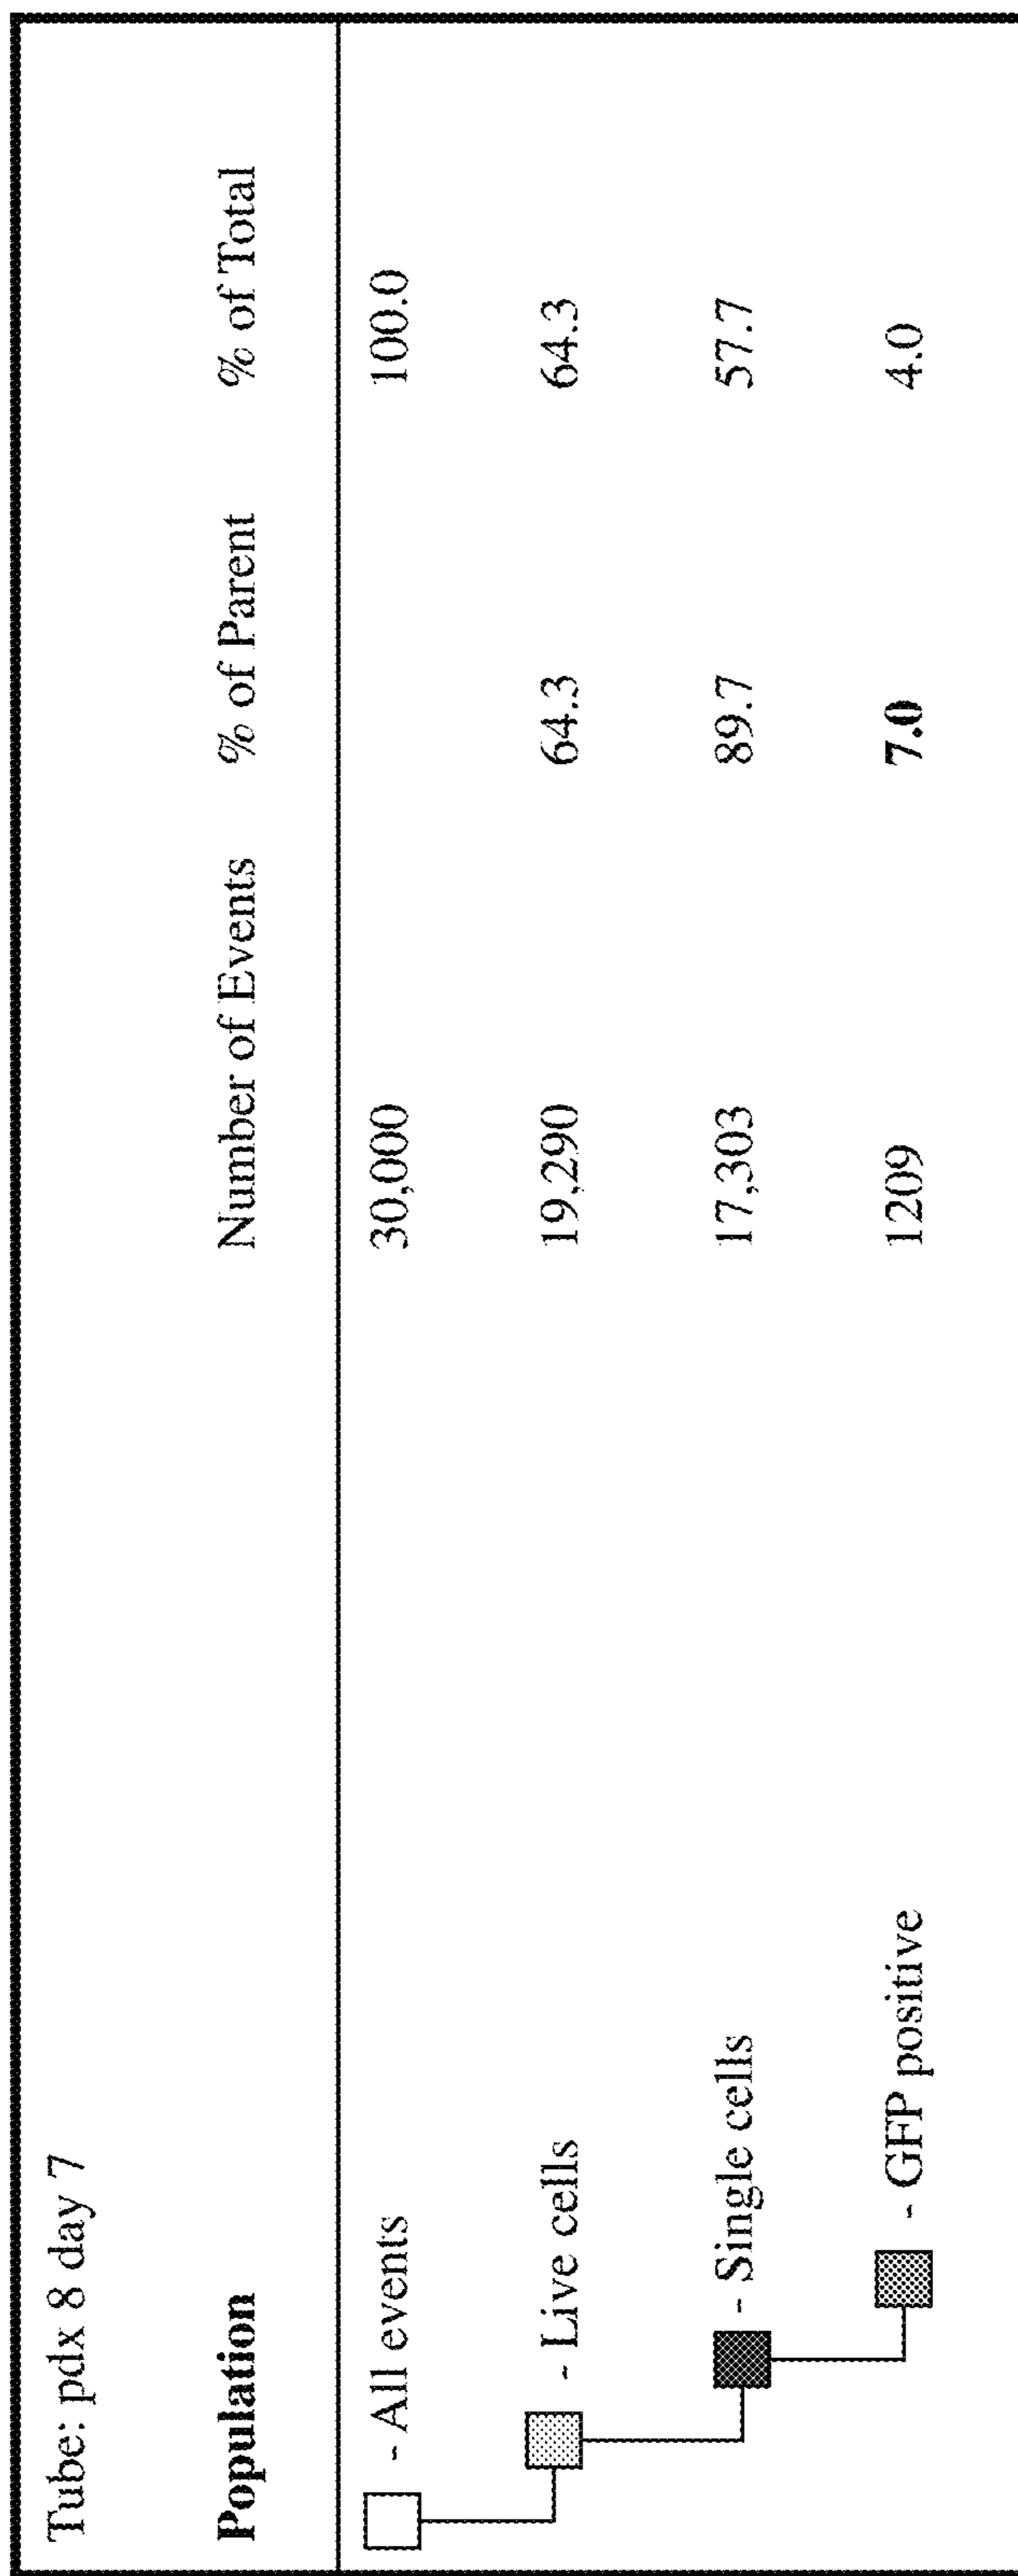 Tube: pdx 8 day 7
Population Number of Events % of Parent % of Total
- All events 30,000 100.0
- Live cells 19,290 64.3 64.3
- Single cells 17,303 89.7 57.7
- GFP positive 1209 7.0 4.0